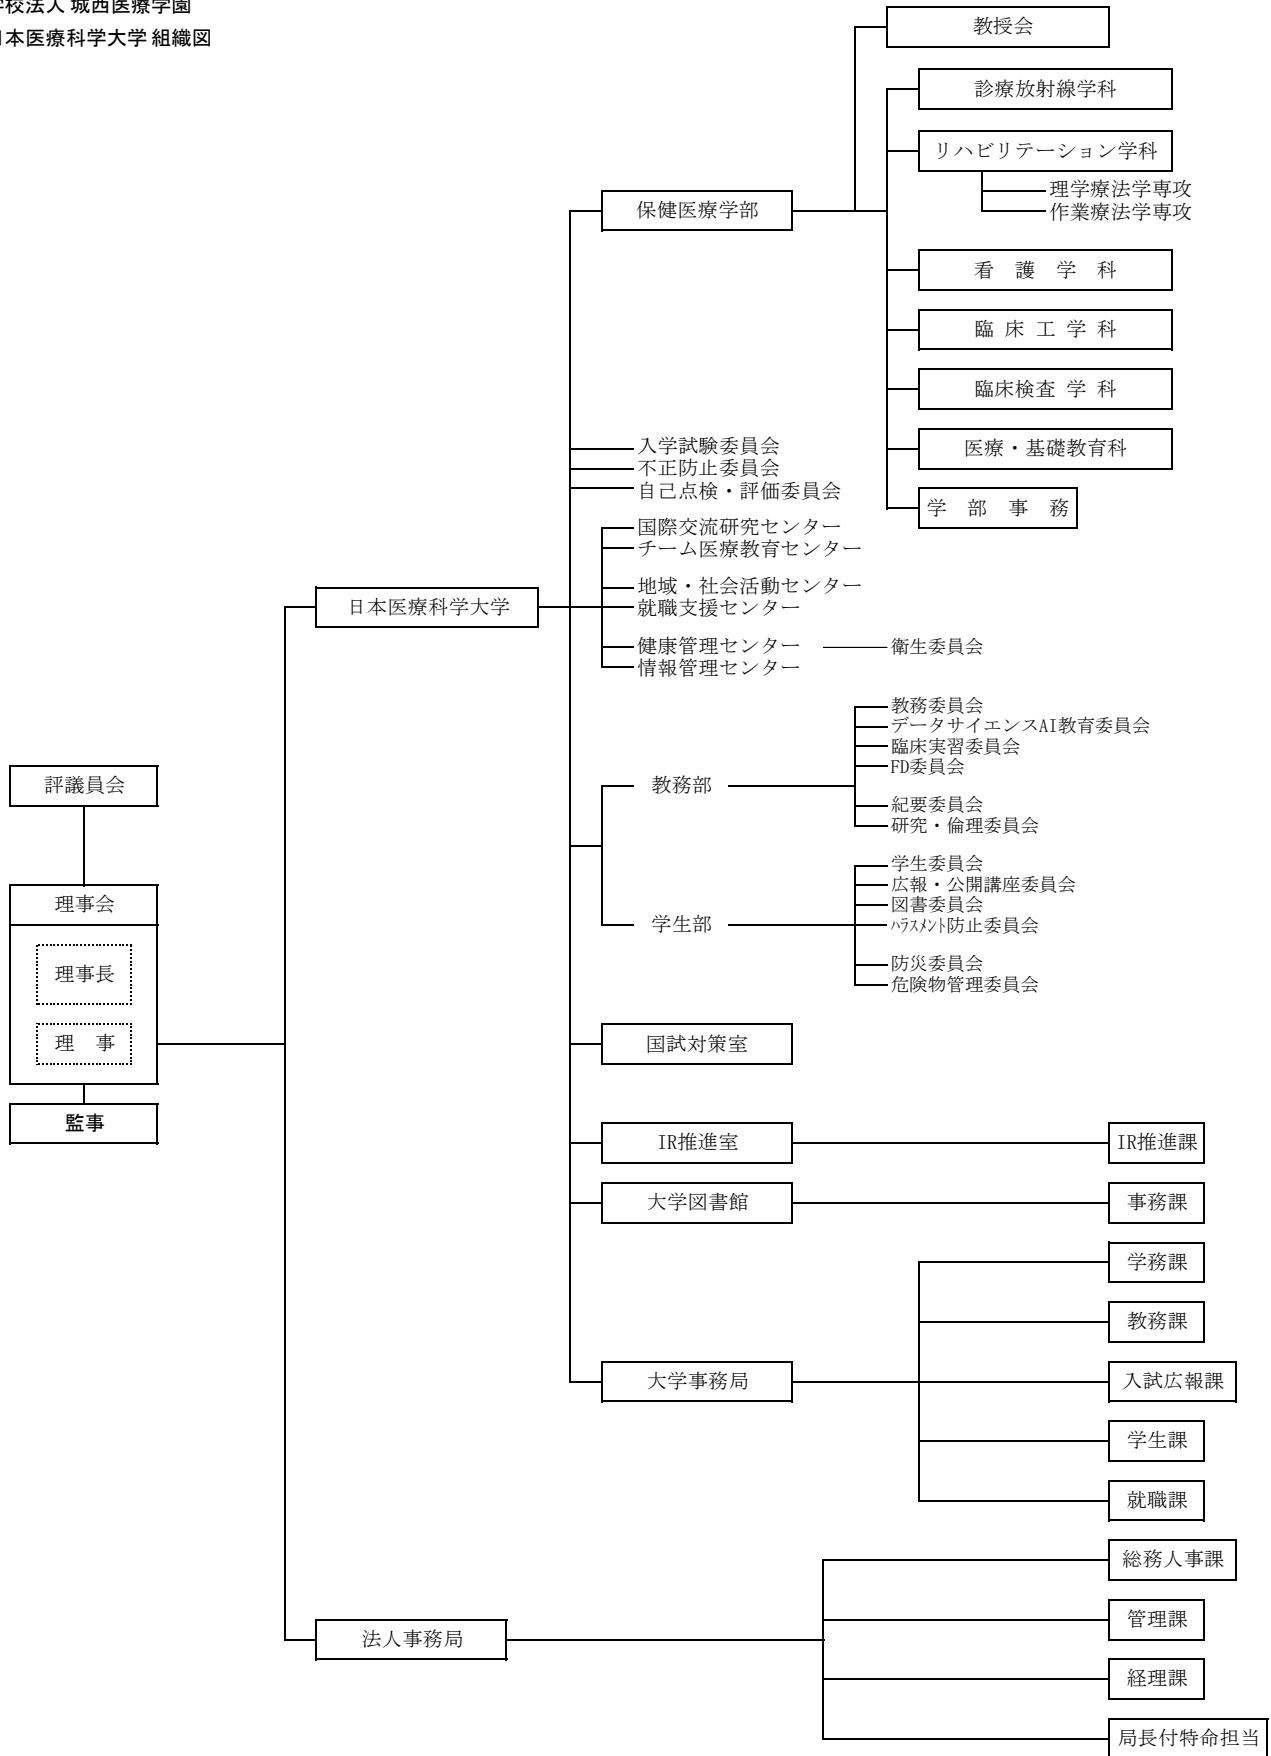 学校法人 城西医療学園
日本医療科学大学 組織図
教授会
診療放射線学科
リハビリテーション学科
理学療法学専攻
作業療法学専攻
保健医療学部
看 護 学 科
臨 床 工 学 科
臨床検査 学 科
医療・基礎教育科
学 部 事 務
入学試験委員会
不正防止委員会
自己点検・評価委員会
国際交流研究センター
チーム医療教育センター
地域・社会活動センター
就職支援センター
健康管理センター
衛生委員会
情報管理センター
日本医療科学大学
教務委員会
データサイエンスAI教育委員会
臨床実習委員会
FD委員会
教務部
紀要委員会
研究・倫理委員会
学生委員会
広報・公開講座委員会
図書委員会
学生部
ハラスメント防止委員会
防災委員会
危険物管理委員会
評議員会
理事会
理事長
理 事
監事
国試対策室
IR推進室
IR推進課
大学図書館
事務課
学務課
教務課
大学事務局
入試広報課
学生課
就職課
総務人事課
管理課
法人事務局
経理課
局長付特命担当